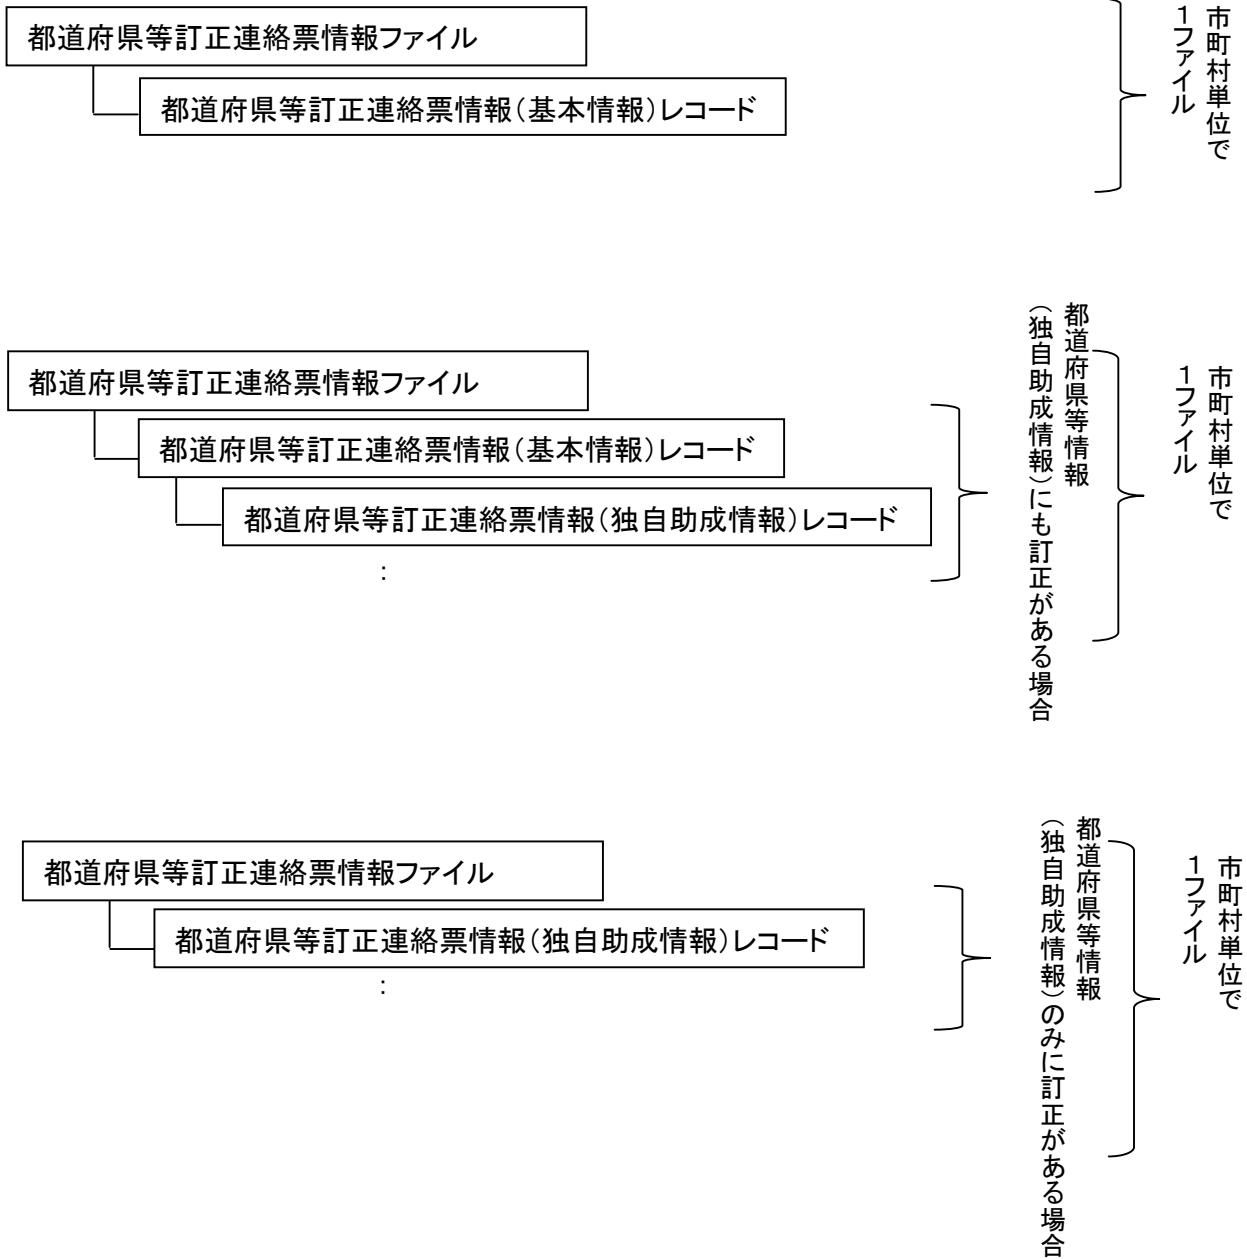 都道府県等訂正連絡票情報ファイル
都道府県等訂正連絡票情報（基本情報）レコード
市町村単位で
１ファイル
都道府県等訂正連絡票情報ファイル
都道府県等訂正連絡票情報（基本情報）レコード
都道府県等訂正連絡票情報（独自助成情報）レコード
：
都道府県等情報
（独自助成情報）にも訂正がある場合
市町村単位で
１ファイル
都道府県等訂正連絡票情報ファイル
都道府県等訂正連絡票情報（独自助成情報）レコード
：
都道府県等情報
（独自助成情報）のみに訂正がある場合
市町村単位で
１ファイル